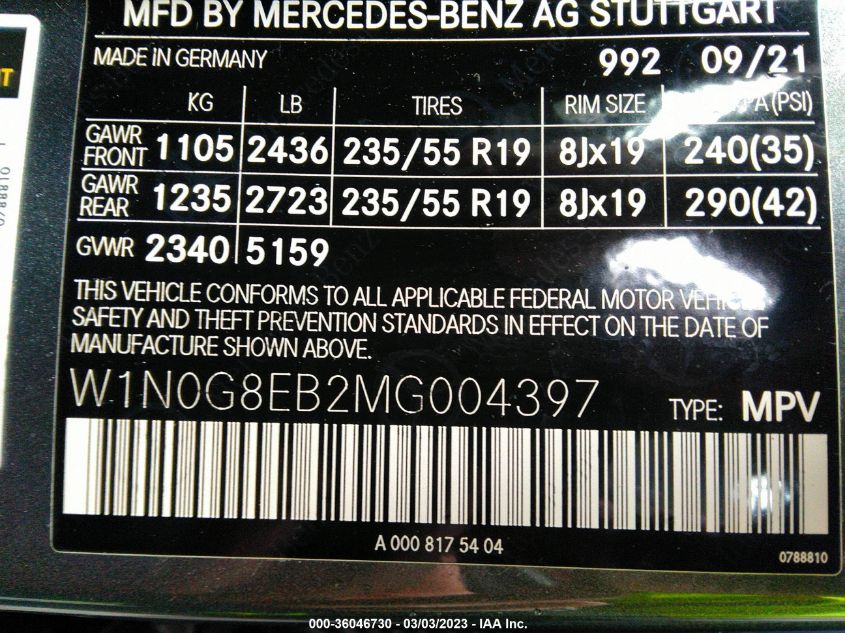 MFD BY MERCEDES-BENZ AG STUTTGART
MADE IN GERMANY 992 09/21
KG LB TIRES RIM SIZE (PSI)
GAWR FRONT 1105 2436 235/55 R19 8Jx19 240(35)
GAWR REAR 1235 2723 235/55 R19 8Jx19 290(42)
GVWR 2340 5159
THIS VEHICLE CONFORMS TO ALL APPLICABLE FEDERAL MOTOR VEHICLE
SAFETY AND THEFT PREVENTION STANDARDS IN EFFECT ON THE DATE OF
MANUFACTURE SHOWN ABOVE.
W1N0G8EB2MG004397 TYPE: MPV
A 000 817 54 04
0788810
000-36046730 - 03/03/2023 - IAA Inc.